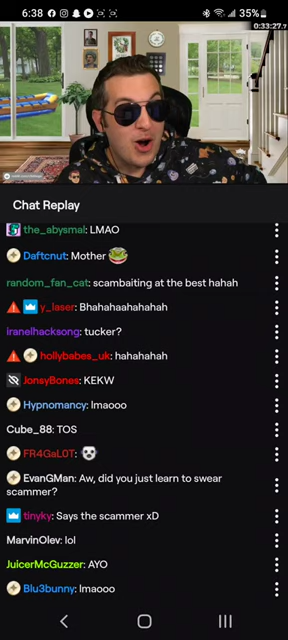 6:38
35%
00:33:27.7
Chat Replay
the_abysmal: LMAO
Daftcnut: Mother
random_fan_cat: scambaiting at the best hahah
y_laser: Bhahahaahahahah
iranelhacksong: tucker?
hollybabes_uk: hahahahah
JonsyBones: KEKW
Hypnomancy: lmaooo
Cube_88: TOS
FR4GaL0T:
EvanGMan: Aw, did you just learn to swear
scammer?
tinyky: Says the scammer xD
MarvinOlev: lol
JuicerMcGuzzer: AYO
Blu3bunny: lmaooo